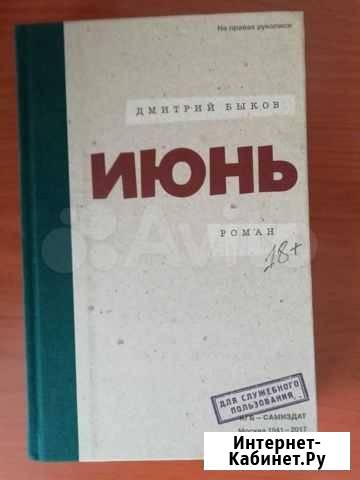 На правах рукописи
ДМИТРИЙ БЫКОВ
ИЮНЬ
Avito
РОМАН
18+
ДЛЯ СЛУЖЕБНОГО
ПОЛЬЗОВАНИЯ
КГБ – САМИЗДАТ
Москва 1941–2017
Интернет-
Кабинет.Ру